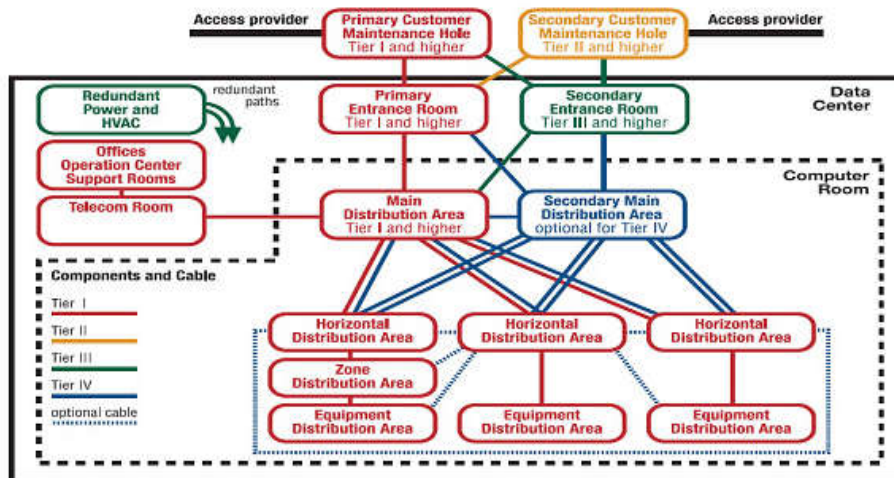 Access provider
Primary Customer
Maintenance Hole
Tier I and higher
Secondary Customer
Maintenance Hole
Tier II and higher
Access provider
Redundant
Power and
HVAC
redundant
paths
Primary
Entrance Room
Tier I and higher
Secondary
Entrance Room
Tier III and higher
Data
Center
Offices
Operation Center
Support Rooms
Telecom Room
Main
Distribution Area
Tier I and higher
Secondary Main
Distribution Area
optional for Tier IV
Computer
Room
Components and Cable
Tier I
Tier II
Tier III
Tier IV
optional cable
Horizontal
Distribution Area
Horizontal
Distribution Area
Horizontal
Distribution Area
Zone
Distribution Area
Equipment
Distribution Area
Equipment
Distribution Area
Equipment
Distribution Area